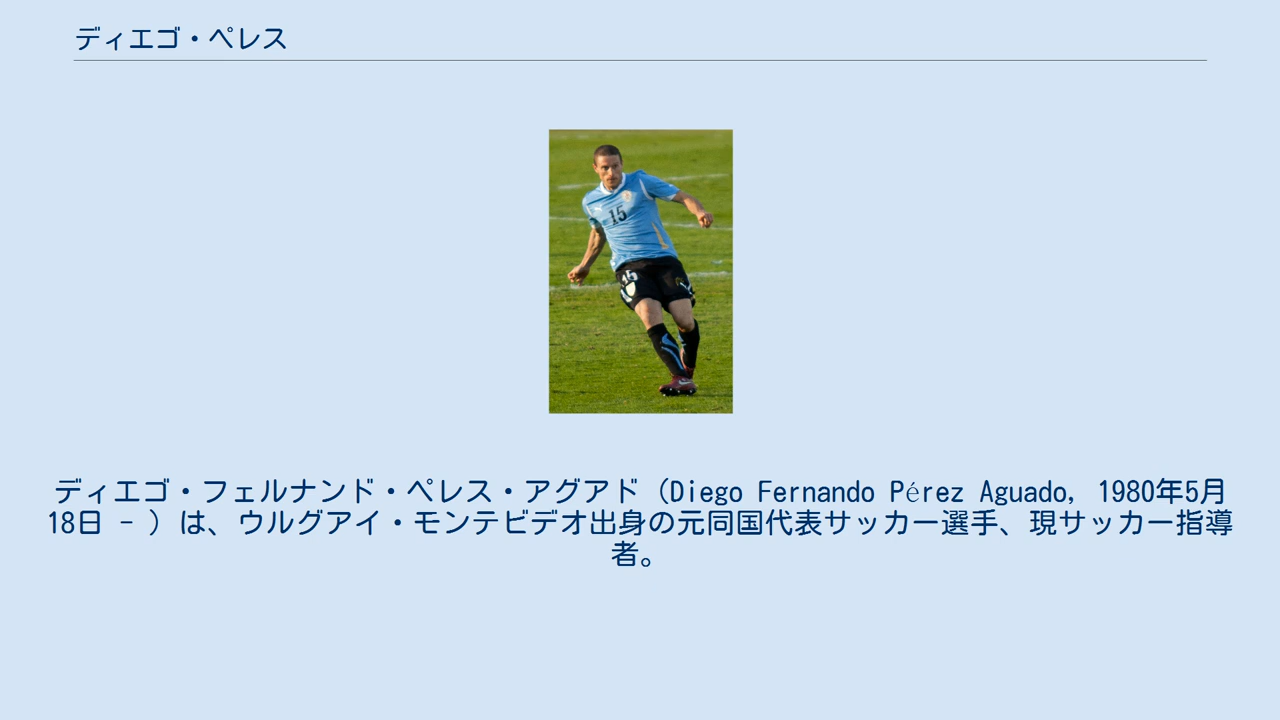 ディエゴ・ペレス
15
15
ディエゴ・フェルナンド・ペレス・アグアド（Diego Fernando Pérez Aguado, 1980年5月
18日 - ）は、ウルグアイ・モンテビデオ出身の元同国代表サッカー選手、現サッカー指導
者。